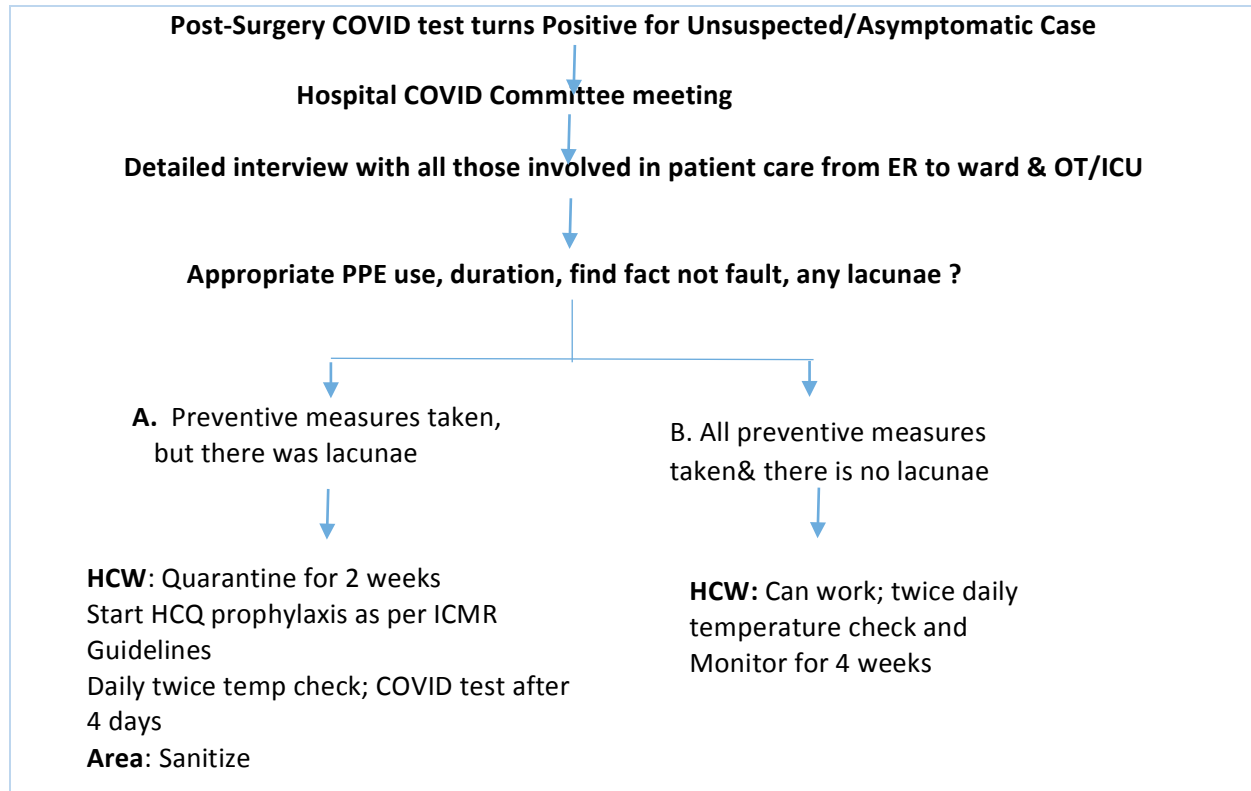 Post-Surgery COVID test turns Positive for Unsuspected/Asymptomatic Case
Hospital COVID Committee meeting
Detailed interview with all those involved in patient care from ER to ward & OT/ICU
Appropriate PPE use, duration, find fact not fault, any lacunae ?
A. Preventive measures taken,
but there was lacunae
B. All preventive measures
taken& there is no lacunae
HCW: Quarantine for 2 weeks
Start HCQ prophylaxis as per ICMR
Guidelines
Daily twice temp check; COVID test after
4 days
Area: Sanitize
HCW: Can work; twice daily
temperature check and
Monitor for 4 weeks